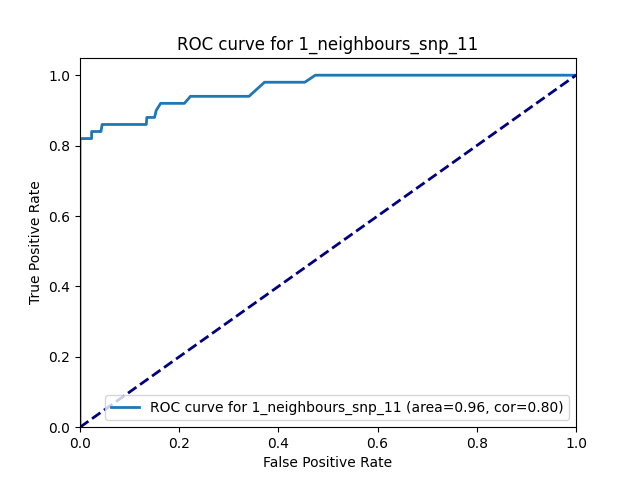 ROC curve for 1_neighbours_snp_11
1.0
0.8
0.6
0.4
0.2
0.0
True Positive Rate
ROC curve for 1_neighbours_snp_11 (area=0.96, cor=0.80)
0.0 0.2 0.4 0.6 0.8 1.0
False Positive Rate